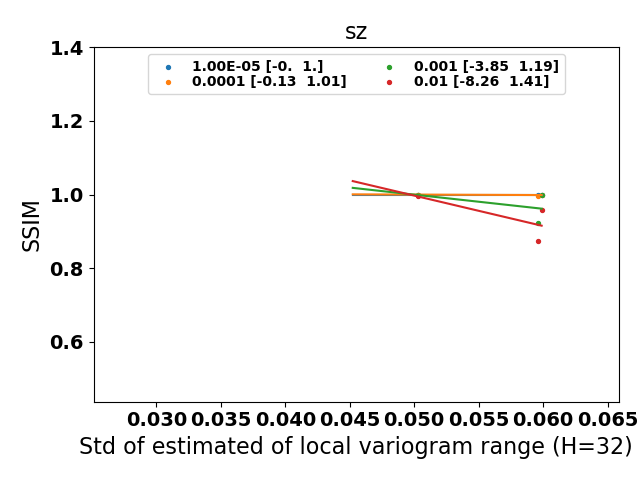 sz
1.00E-05 [-0.  1.]
0.0001 [-0.13  1.01]
0.001 [-3.85  1.19]
0.01 [-8.26  1.41]
1.4
1.2
1.0
0.8
0.6
SSIM
0.030 0.035 0.040 0.045 0.050 0.055 0.060 0.065
Std of estimated of local variogram range (H=32)